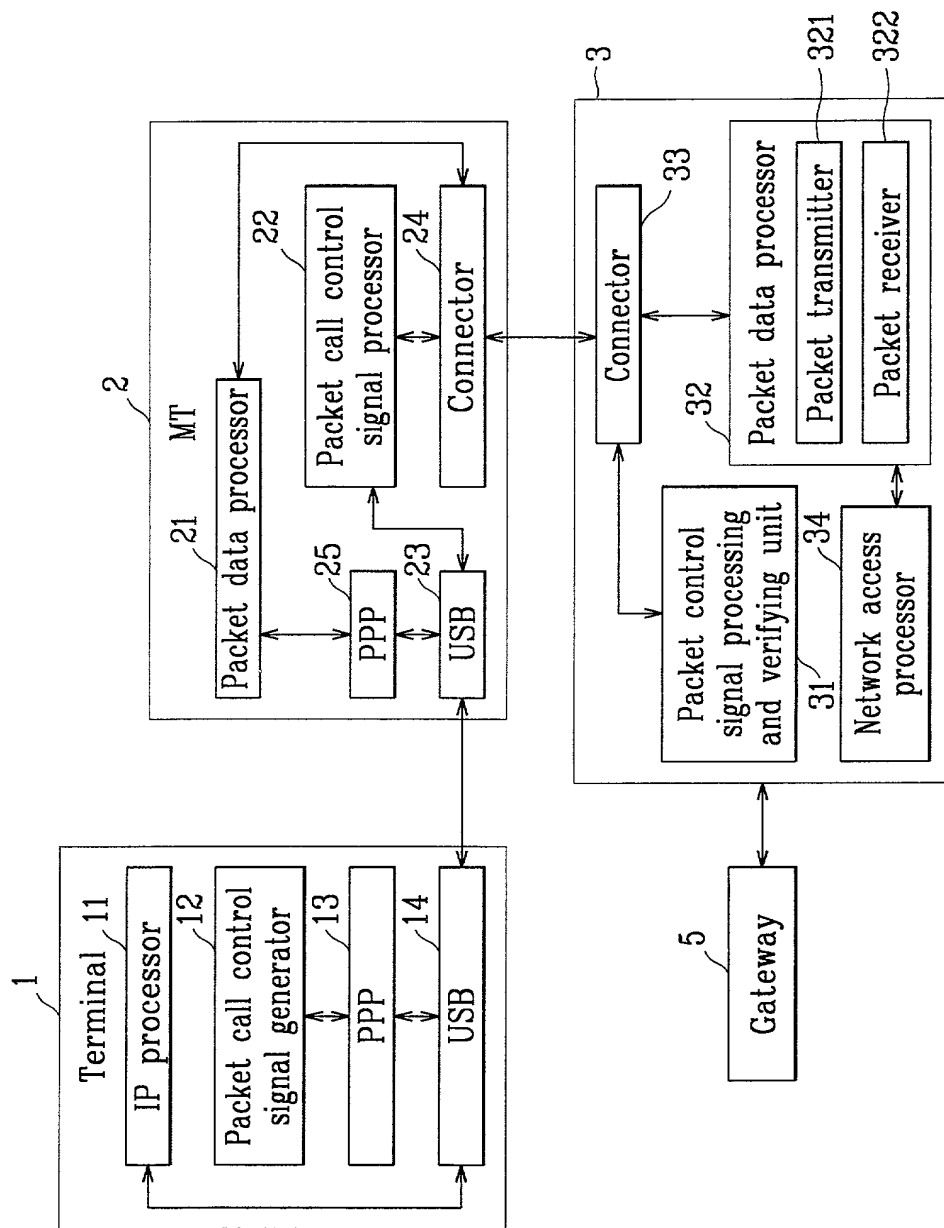 1
Terminal
11
IP processor
12
Packet call control
signal generator
13
PPP
14
USB
2
MT
21
Packet data processor
22
Packet call control
signal processor
25
PPP
23
USB
24
Connector
3
33
Connector
31
Packet control
signal processing
and verifying unit
32
Packet data processor
321
Packet transmitter
322
Packet receiver
34
Network access
processor
5
Gateway